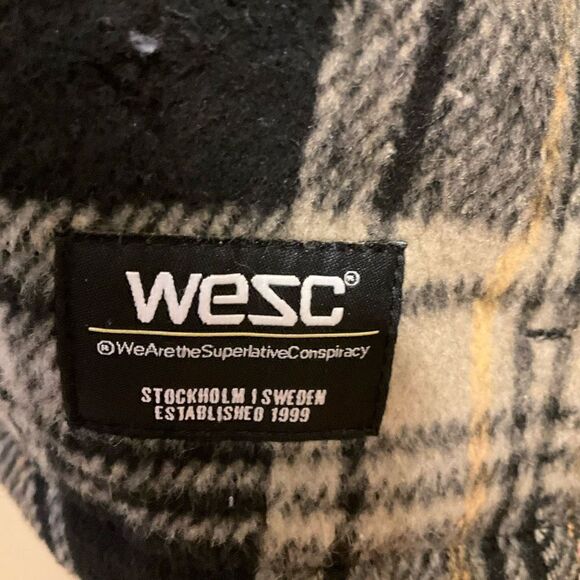 wesc®
®WeAretheSuperlativeConspiracy
STOCKHOLM | SWEDEN
ESTABLISHED 1999